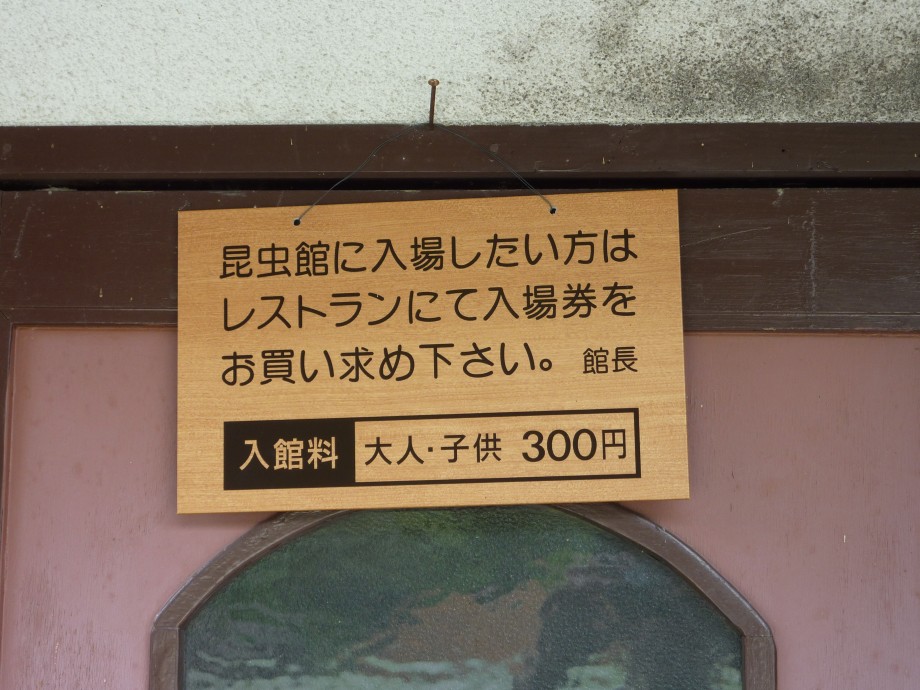 昆虫館に入場したい方は
レストランにて入場券を
お買い求め下さい。 館長
入館料 大人・子供 300円